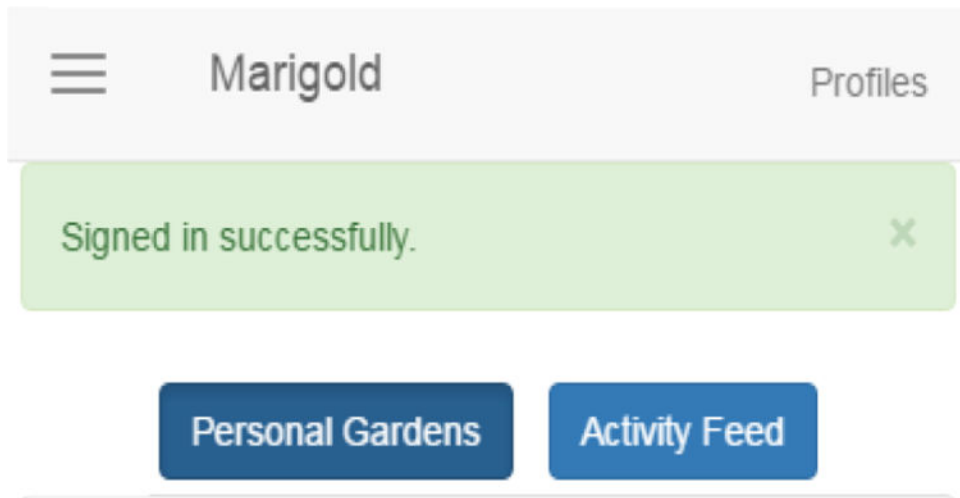 Marigold Profiles
Signed in successfully. ×
Personal Gardens Activity Feed